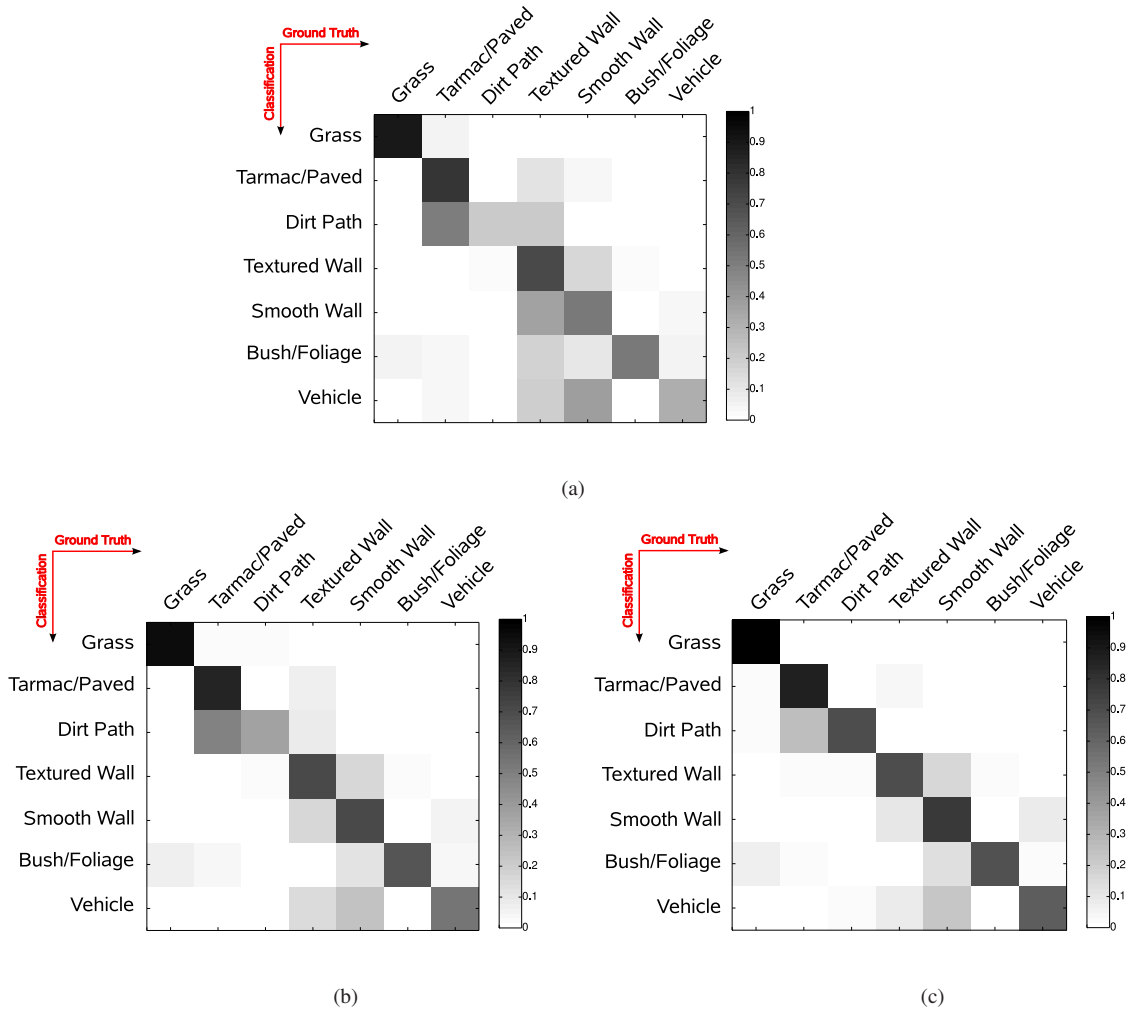 Ground Truth
Classification
Grass
Tarmac/Paved
Dirt Path
Textured Wall
Smooth Wall
Bush/Foliage
Vehicle
Grass
Tarmac/Paved
Dirt Path
Textured Wall
Smooth Wall
Bush/Foliage
Vehicle
1
0.9
0.8
0.7
0.6
0.5
0.4
0.3
0.2
0.1
0
(a)
Ground Truth
Classification
Grass
Tarmac/Paved
Dirt Path
Textured Wall
Smooth Wall
Bush/Foliage
Vehicle
Grass
Tarmac/Paved
Dirt Path
Textured Wall
Smooth Wall
Bush/Foliage
Vehicle
1
0.9
0.8
0.7
0.6
0.5
0.4
0.3
0.2
0.1
0
(b)
Ground Truth
Classification
Grass
Tarmac/Paved
Dirt Path
Textured Wall
Smooth Wall
Bush/Foliage
Vehicle
Grass
Tarmac/Paved
Dirt Path
Textured Wall
Smooth Wall
Bush/Foliage
Vehicle
1
0.9
0.8
0.7
0.6
0.5
0.4
0.3
0.2
0.1
0
(c)